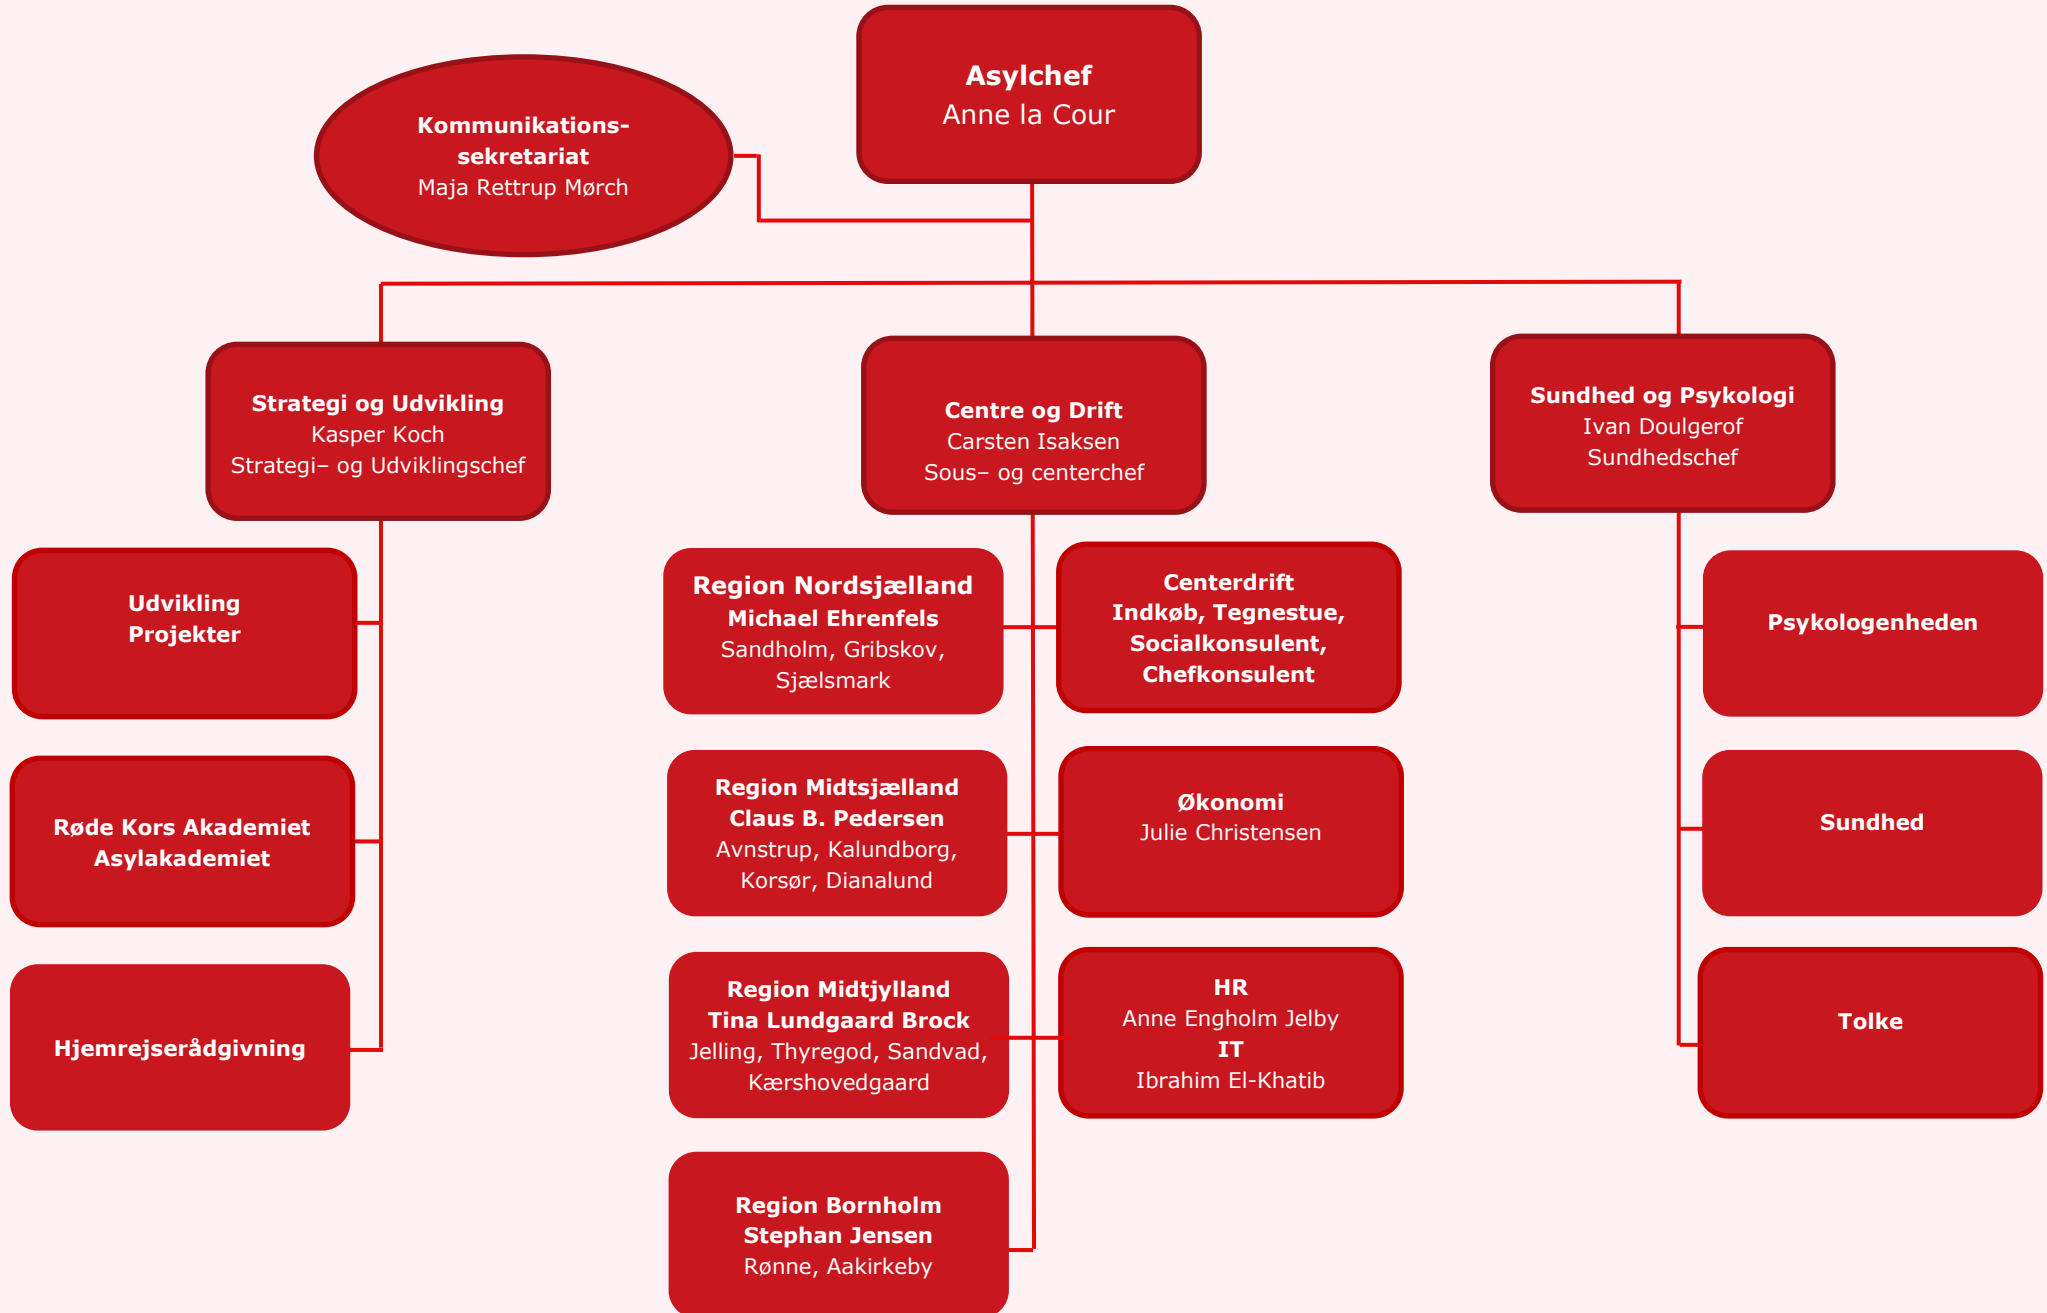 Asylchef
Anne la Cour
Kommunikations-
sekretariat
Maja Rettrup Mørch
Strategi og Udvikling
Kasper Koch
Strategi– og Udviklingschef
Centre og Drift
Carsten Isaksen
Sous– og centerchef
Sundhed og Psykologi
Ivan Doulgerof
Sundhedschef
Udvikling
Projekter
Røde Kors Akademiet
Asylakademiet
Hjemrejserådgivning
Region Nordsjælland
Michael Ehrenfels
Sandholm, Gribskov,
Sjælsmark
Centerdrift
Indkøb, Tegnestue,
Socialkonsulent,
Chefkonsulent
Region Midtsjælland
Claus B. Pedersen
Avnstrup, Kalundborg,
Korsør, Dianalund
Økonomi
Julie Christensen
Region Midtjylland
Tina Lundgaard Brock
Jelling, Thyregod, Sandvad,
Kærshovedgaard
HR
Anne Engholm Jelby
IT
Ibrahim El-Khatib
Region Bornholm
Stephan Jensen
Rønne, Aakirkeby
Psykologenheden
Sundhed
Tolke